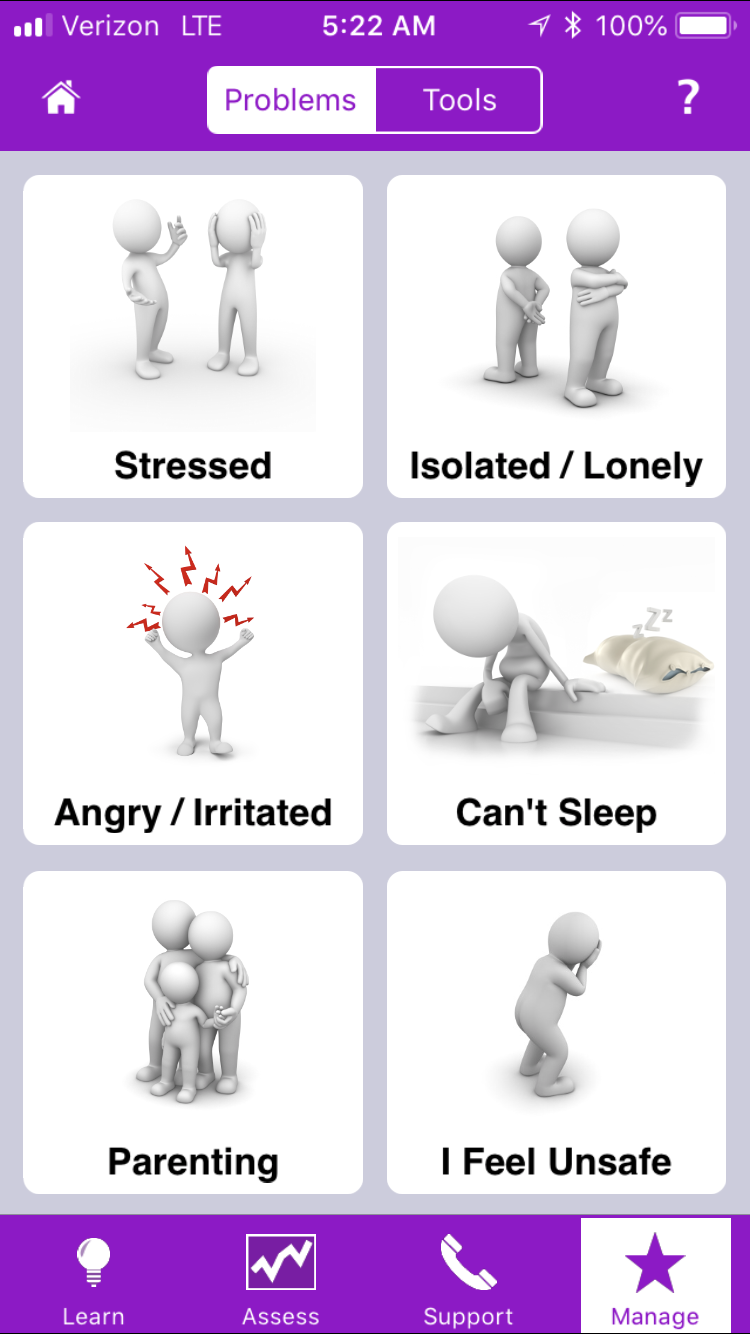 Verizon LTE 5:22 AM 100%
Problems Tools ?
Stressed Isolated / Lonely
z z z
Angry / Irritated Can't Sleep
Parenting I Feel Unsafe
Learn Assess Support Manage